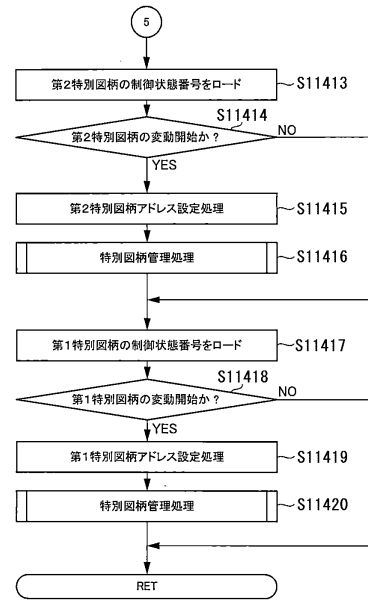 5
第2特別図柄の制御状態番号をロード
S11413
S11414
第2特別図柄の変動開始か？
NO
YES
第2特別図柄アドレス設定処理
S11415
特別図柄管理処理
S11416
第1特別図柄の制御状態番号をロード
S11417
S11418
第1特別図柄の変動開始か？
NO
YES
第1特別図柄アドレス設定処理
S11419
特別図柄管理処理
S11420
RET